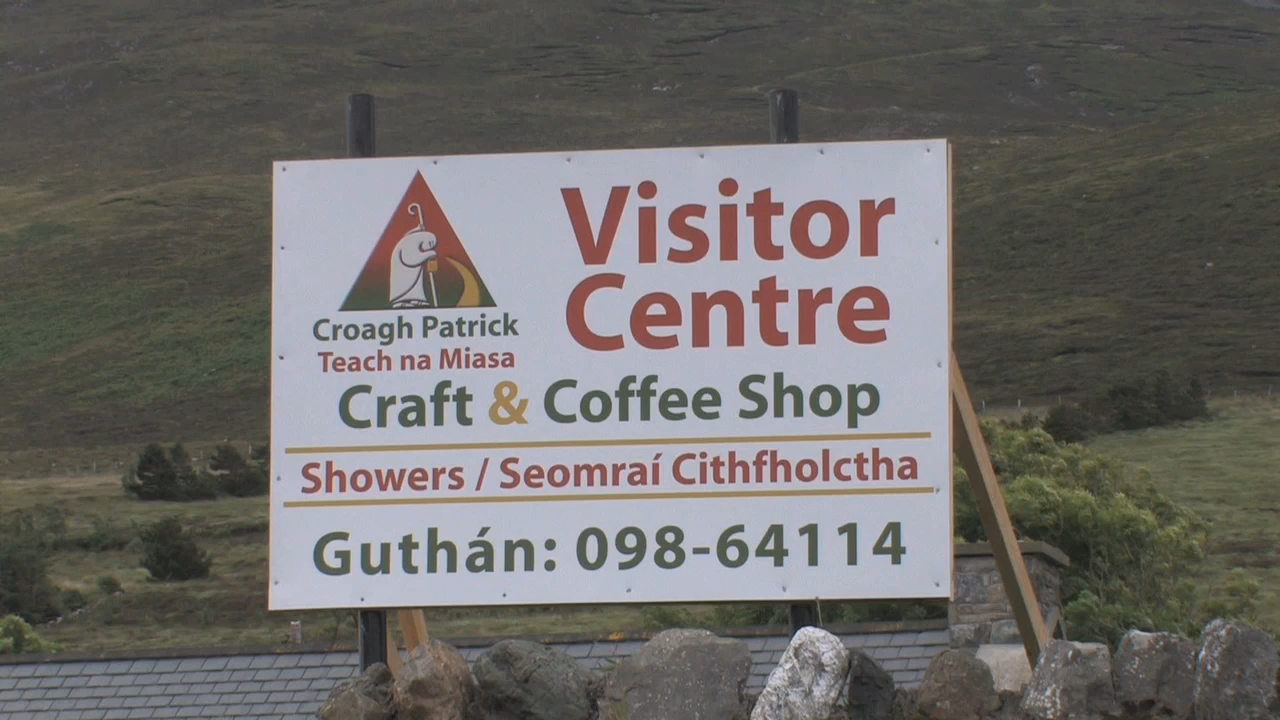 Croagh Patrick
Teach na Miasa
Visitor
Centre
Craft & Coffee Shop
Showers / Seomraí Cithfholctha
Guthán: 098-64114